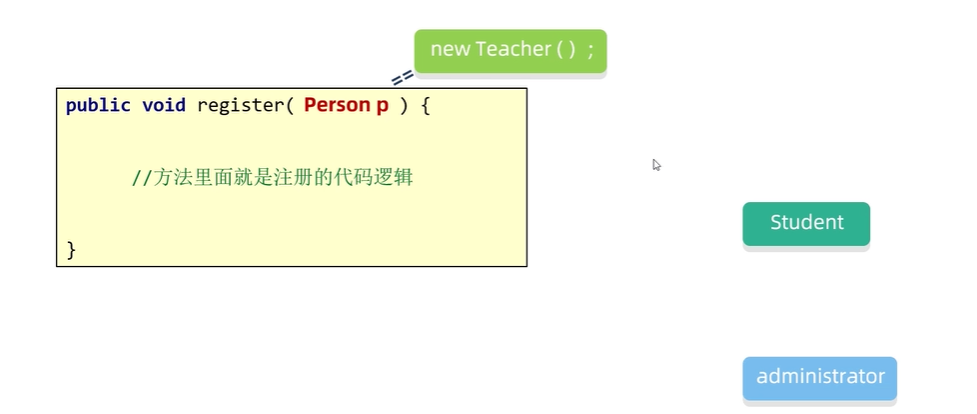 new Teacher ( ) ;
public void register( Person p ) {
//方法里面就是注册的代码逻辑
}
Student
administrator